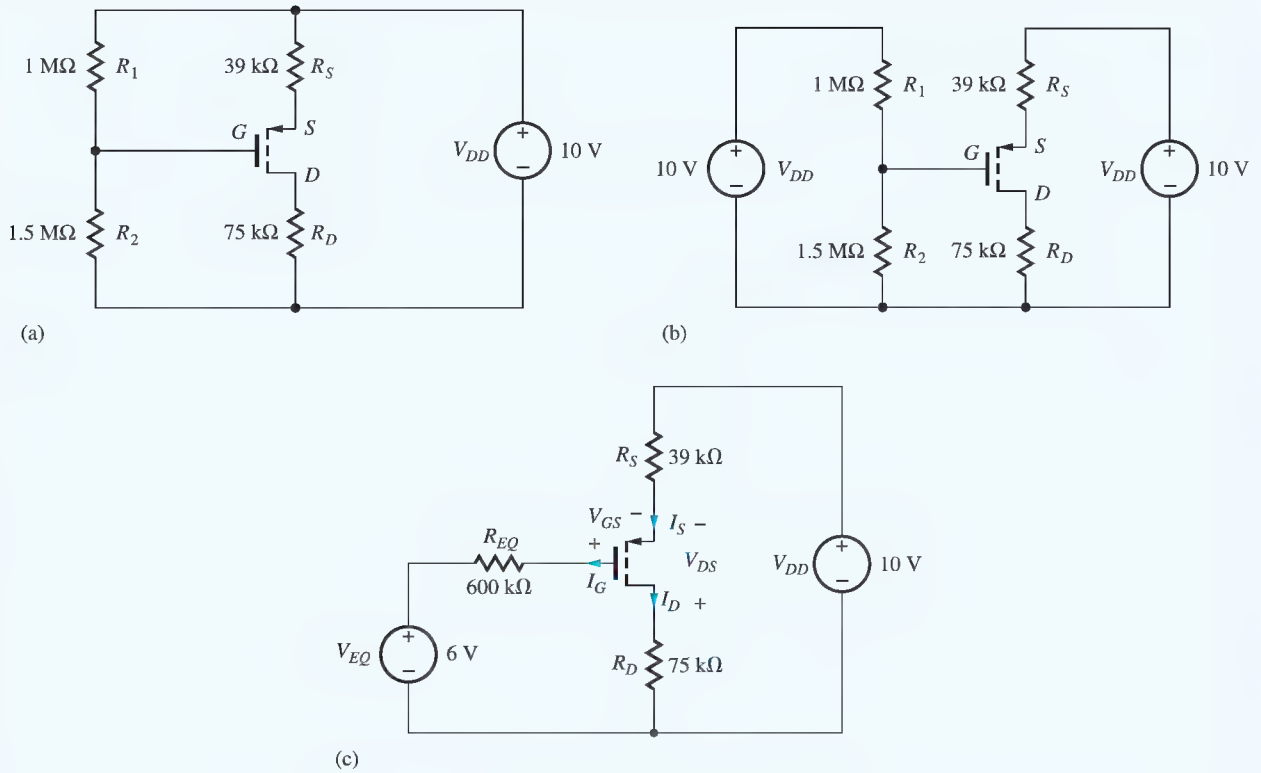 1 MΩ R1 39 kΩ RS
G S
VDD + − 10 V
D
1.5 MΩ R2 75 kΩ RD
(a)
1 MΩ R1 39 kΩ RS
10 V + − VDD G S VDD + − 10 V
D
1.5 MΩ R2 75 kΩ RD
(b)
RS 39 kΩ
VGS − IS −
REQ + VDS VDD + − 10 V
600 kΩ IG
ID +
VEQ + − 6 V RD 75 kΩ
(c)